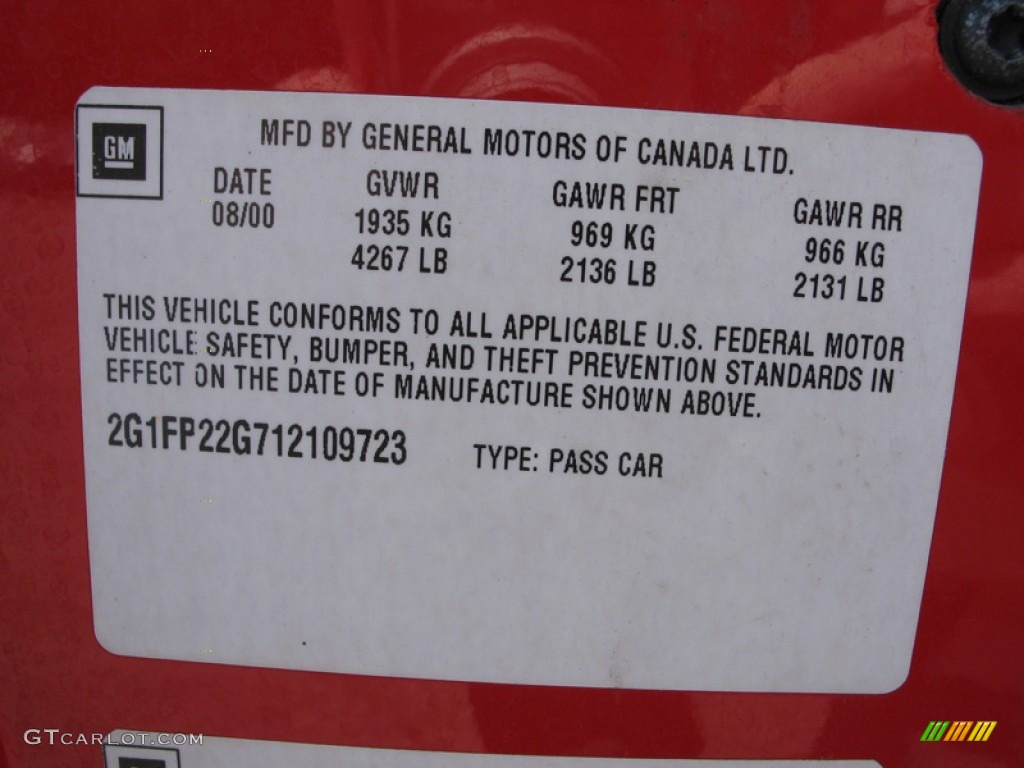 GM
MFD BY GENERAL MOTORS OF CANADA LTD.
DATE GVWR GAWR FRT GAWR RR
08/00 1935 KG 969 KG 966 KG
4267 LB 2136 LB 2131 LB
THIS VEHICLE CONFORMS TO ALL APPLICABLE U.S. FEDERAL MOTOR
VEHICLE SAFETY, BUMPER, AND THEFT PREVENTION STANDARDS IN
EFFECT ON THE DATE OF MANUFACTURE SHOWN ABOVE.
2G1FP22G712109723 TYPE: PASS CAR
GTCARLOT.COM